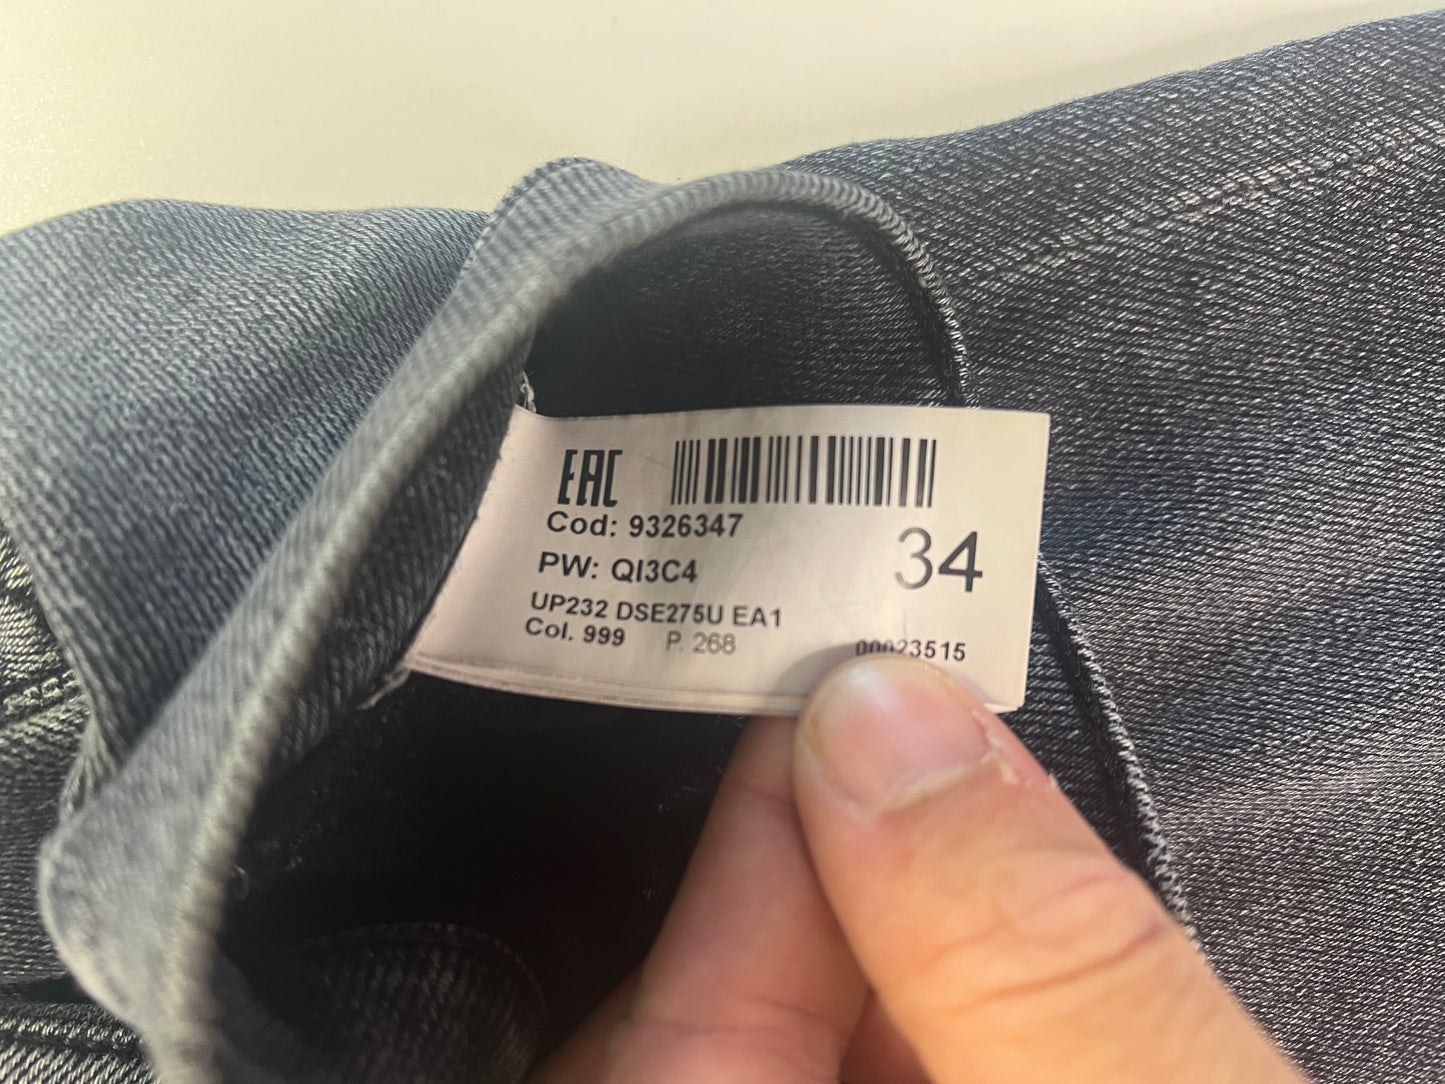 EAC
Cod: 9326347
34
PW: QI3C4
UP232 DSE275U EA1
Col. 999 P. 268 00023515